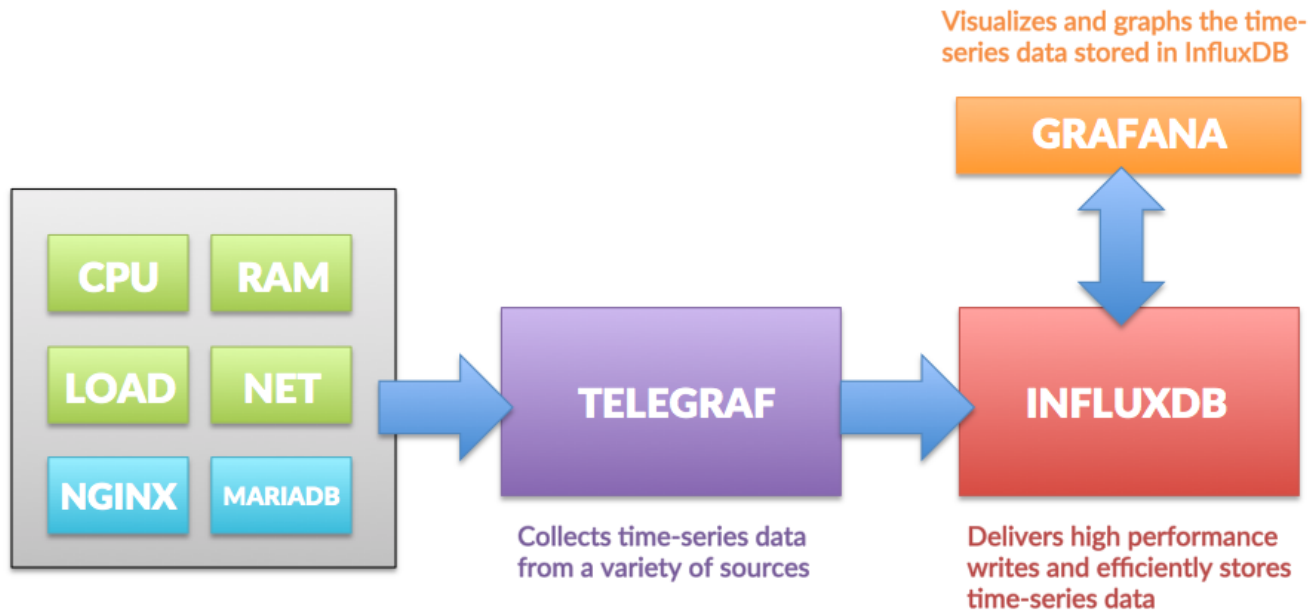 Visualizes and graphs the time-
series data stored in InfluxDB
GRAFANA
CPU
RAM
LOAD
NET
NGINX
MARIADB
TELEGRAF
INFLUXDB
Collects time-series data
from a variety of sources
Delivers high performance
writes and efficiently stores
time-series data